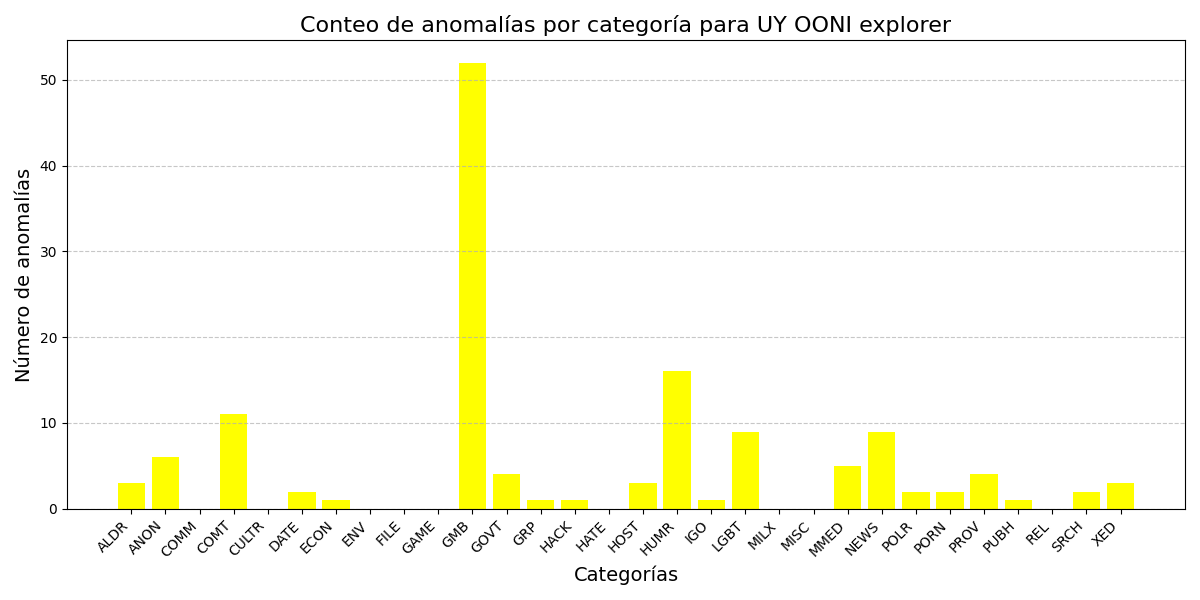 Conteo de anomalías por categoría para UY OONI explorer
Número de anomalías
50
40
30
20
10
0
ALDR
ANON
COMM
COMT
CULTR
DATE
ECON
ENV
FILE
GAME
GMB
GOVT
GRP
HACK
HATE
HOST
HUMR
IGO
LGBT
MILX
MISC
MMED
NEWS
POLR
PORN
PROV
PUBH
REL
SRCH
XED
Categorías